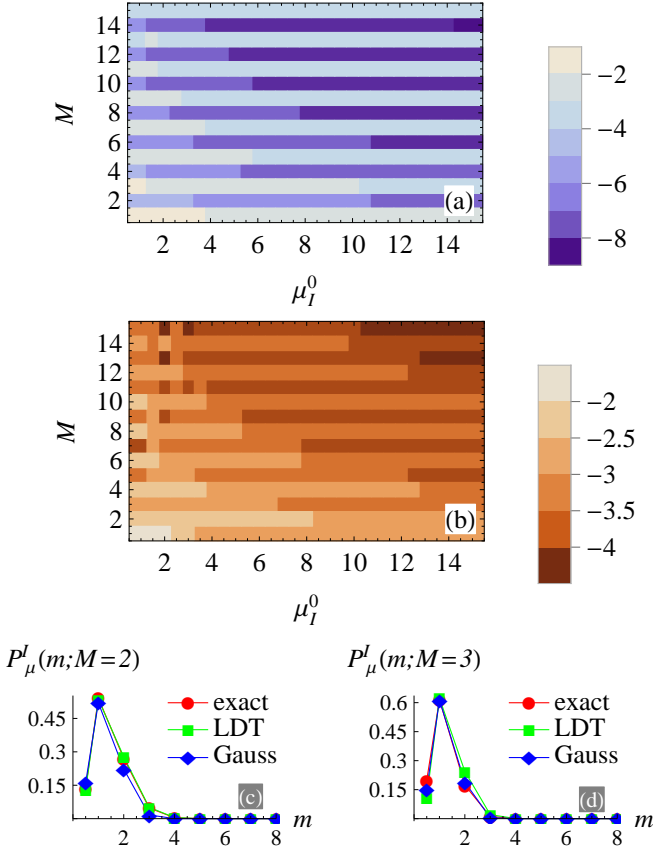 14
12
10
8
6
4
2
M
(a)
2 4 6 8 10 12 14
μ_I^0
−2
−4
−6
−8
14
12
10
8
6
4
2
M
(b)
2 4 6 8 10 12 14
μ_I^0
−2
−2.5
−3
−3.5
−4
P_μ^I(m;M=2)
0.45
0.3
0.15
exact
LDT
Gauss
(c)
2 4 6 8 m
P_μ^I(m;M=3)
0.6
0.45
0.3
0.15
exact
LDT
Gauss
(d)
2 4 6 8 m